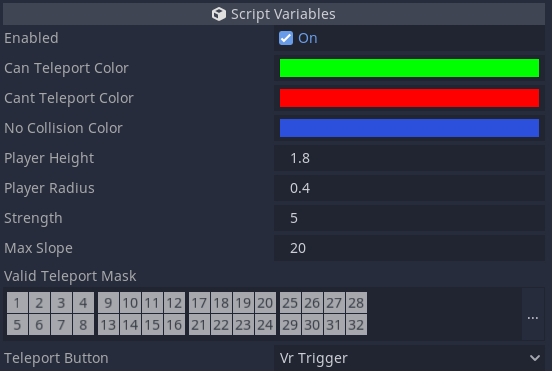 Script Variables
Enabled On
Can Teleport Color
Cant Teleport Color
No Collision Color
Player Height 1.8
Player Radius 0.4
Strength 5
Max Slope 20
Valid Teleport Mask
1 2 3 4 9 10 11 12 17 18 19 20 25 26 27 28
5 6 7 8 13 14 15 16 21 22 23 24 29 30 31 32
...
Teleport Button Vr Trigger